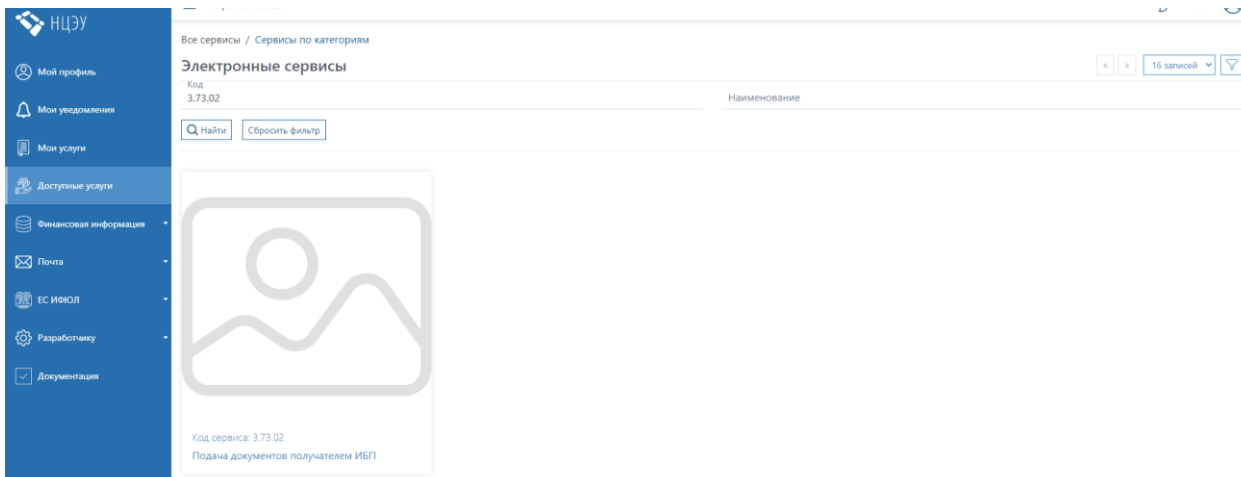 НЦЭУ
Мой профиль
Мои уведомления
Мои услуги
Доступные услуги
Финансовая информация
Почта
ЕС ИФЮЛ
Разработчику
Документация
Все сервисы / Сервисы по категориям
Электронные сервисы
< > 16 записей
Код
3.73.02
Наименование
Найти Сбросить фильтр
Код сервиса: 3.73.02
Подача документов получателем ИБП